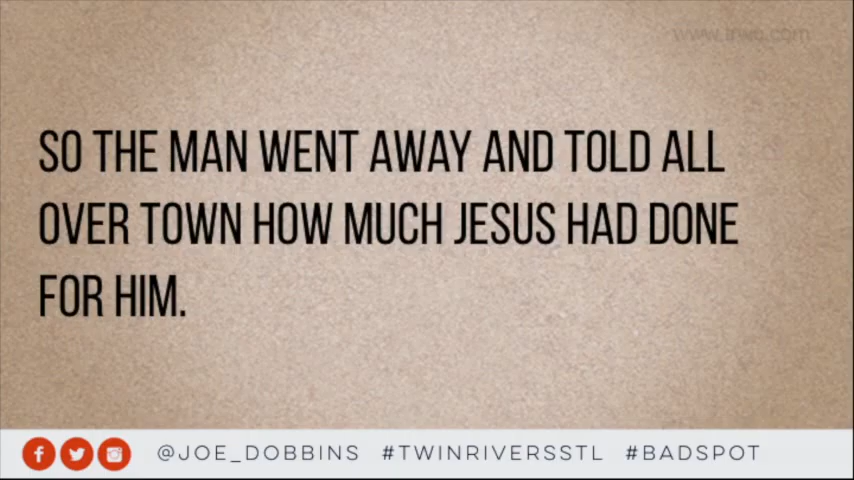 SO THE MAN WENT AWAY AND TOLD ALL
OVER TOWN HOW MUCH JESUS HAD DONE
FOR HIM.
@JOE_DOBBINS #TWINRIVERSSTL #BADSPOT